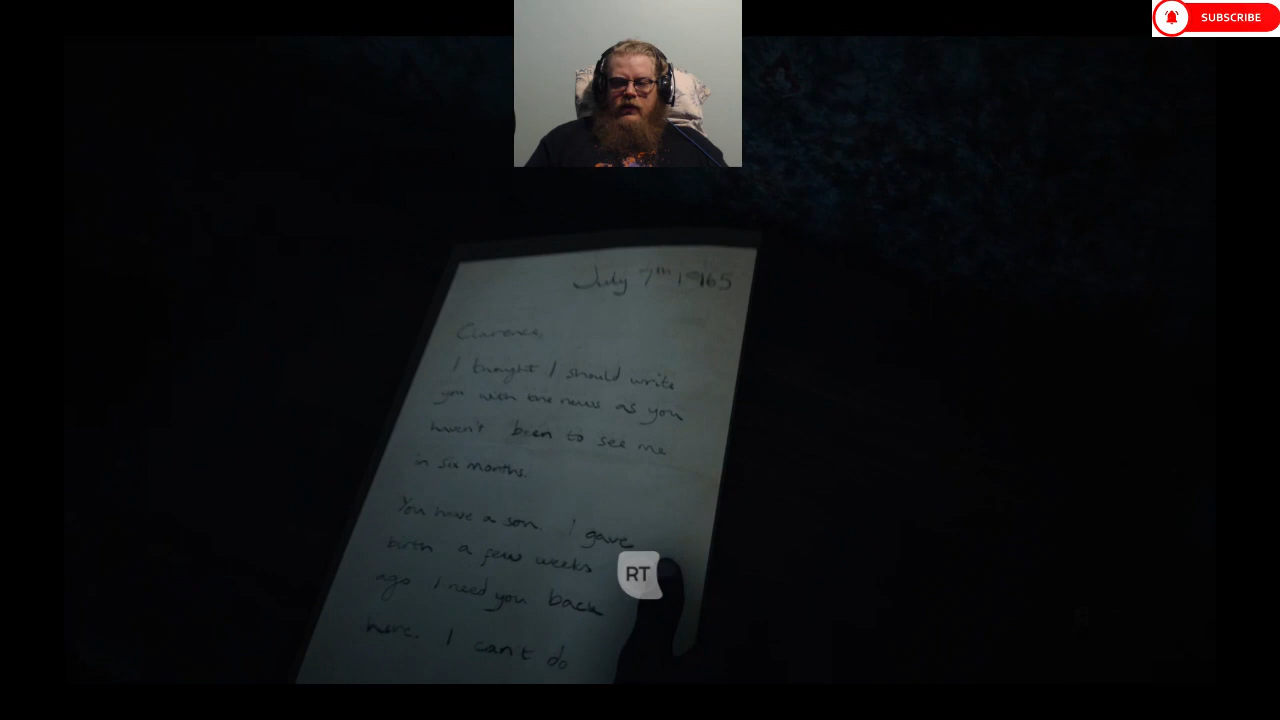 SUBSCRIBE
July 7th 1965
Clarence,
I thought I should write
you with the news as you
haven't been to see me
in six months.
You have a son. I gave
birth a few weeks
ago I need you back
here. I can't do
RT